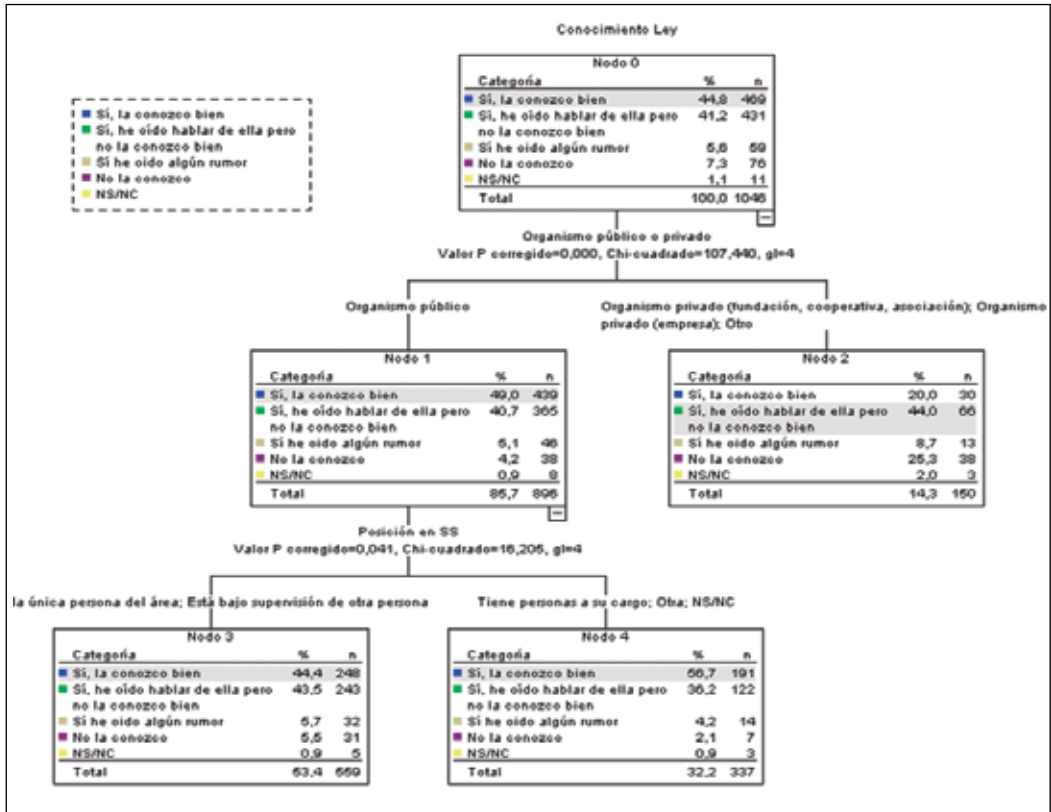 Conocimiento Ley
Sí, la conozco bien
Sí, he oído hablar de ella pero
no la conozco bien
Sí he oido algún rumor
No la conozco
NS/NC
Nodo 0
Categoría % n
Sí, la conozco bien 44,8 469
Sí, he oído hablar de ella pero 41,2 431
no la conozco bien
Sí he oido algún rumor 5,6 59
No la conozco 7,3 76
NS/NC 1,1 11
Total 100,0 1046
Organismo público o privado
Valor P corregido=0,000, Chi-cuadrado=107,440, gl=4
Organismo público
Organismo privado (fundación, cooperativa, asociación); Organismo
privado (empresa); Otro
Nodo 1
Categoría % n
Sí, la conozco bien 49,0 439
Sí, he oído hablar de ella pero 40,7 365
no la conozco bien
Sí he oido algún rumor 5,1 46
No la conozco 4,2 38
NS/NC 0,9 8
Total 85,7 896
Nodo 2
Categoría % n
Sí, la conozco bien 20,0 30
Sí, he oído hablar de ella pero 44,0 66
no la conozco bien
Sí he oido algún rumor 8,7 13
No la conozco 25,3 38
NS/NC 2,0 3
Total 14,3 150
Posición en SS
Valor P corregido=0,041, Chi-cuadrado=16,205, gl=4
la única persona del área; Está bajo supervisión de otra persona
Tiene personas a su cargo; Otra; NS/NC
Nodo 3
Categoría % n
Sí, la conozco bien 44,4 248
Sí, he oído hablar de ella pero 43,5 243
no la conozco bien
Sí he oido algún rumor 5,7 32
No la conozco 5,5 31
NS/NC 0,9 5
Total 53,4 559
Nodo 4
Categoría % n
Sí, la conozco bien 56,7 191
Sí, he oído hablar de ella pero 36,2 122
no la conozco bien
Sí he oido algún rumor 4,2 14
No la conozco 2,1 7
NS/NC 0,9 3
Total 32,2 337